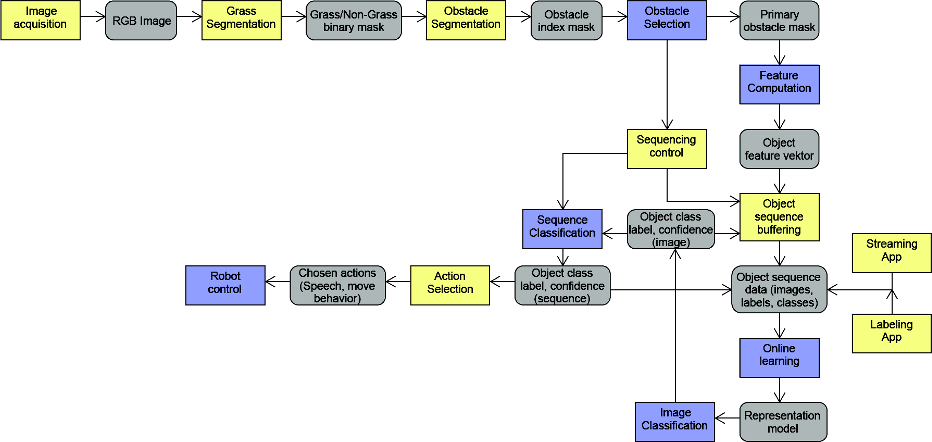 Image
acquisition
RGB Image
Grass
Segmentation
Grass/Non-Grass
binary mask
Obstacle
Segmentation
Obstacle
index mask
Obstacle
Selection
Primary
obstacle mask
Feature
Computation
Sequencing
control
Object
feature vektor
Sequence
Classification
Object class
label, confidence
(image)
Object
sequence
buffering
Streaming
App
Robot
control
Chosen actions
(Speech, move
behavior)
Action
Selection
Object class
label, confidence
(sequence)
Object sequence
data (images,
labels, classes)
Labeling
App
Online
learning
Image
Classification
Representation
model